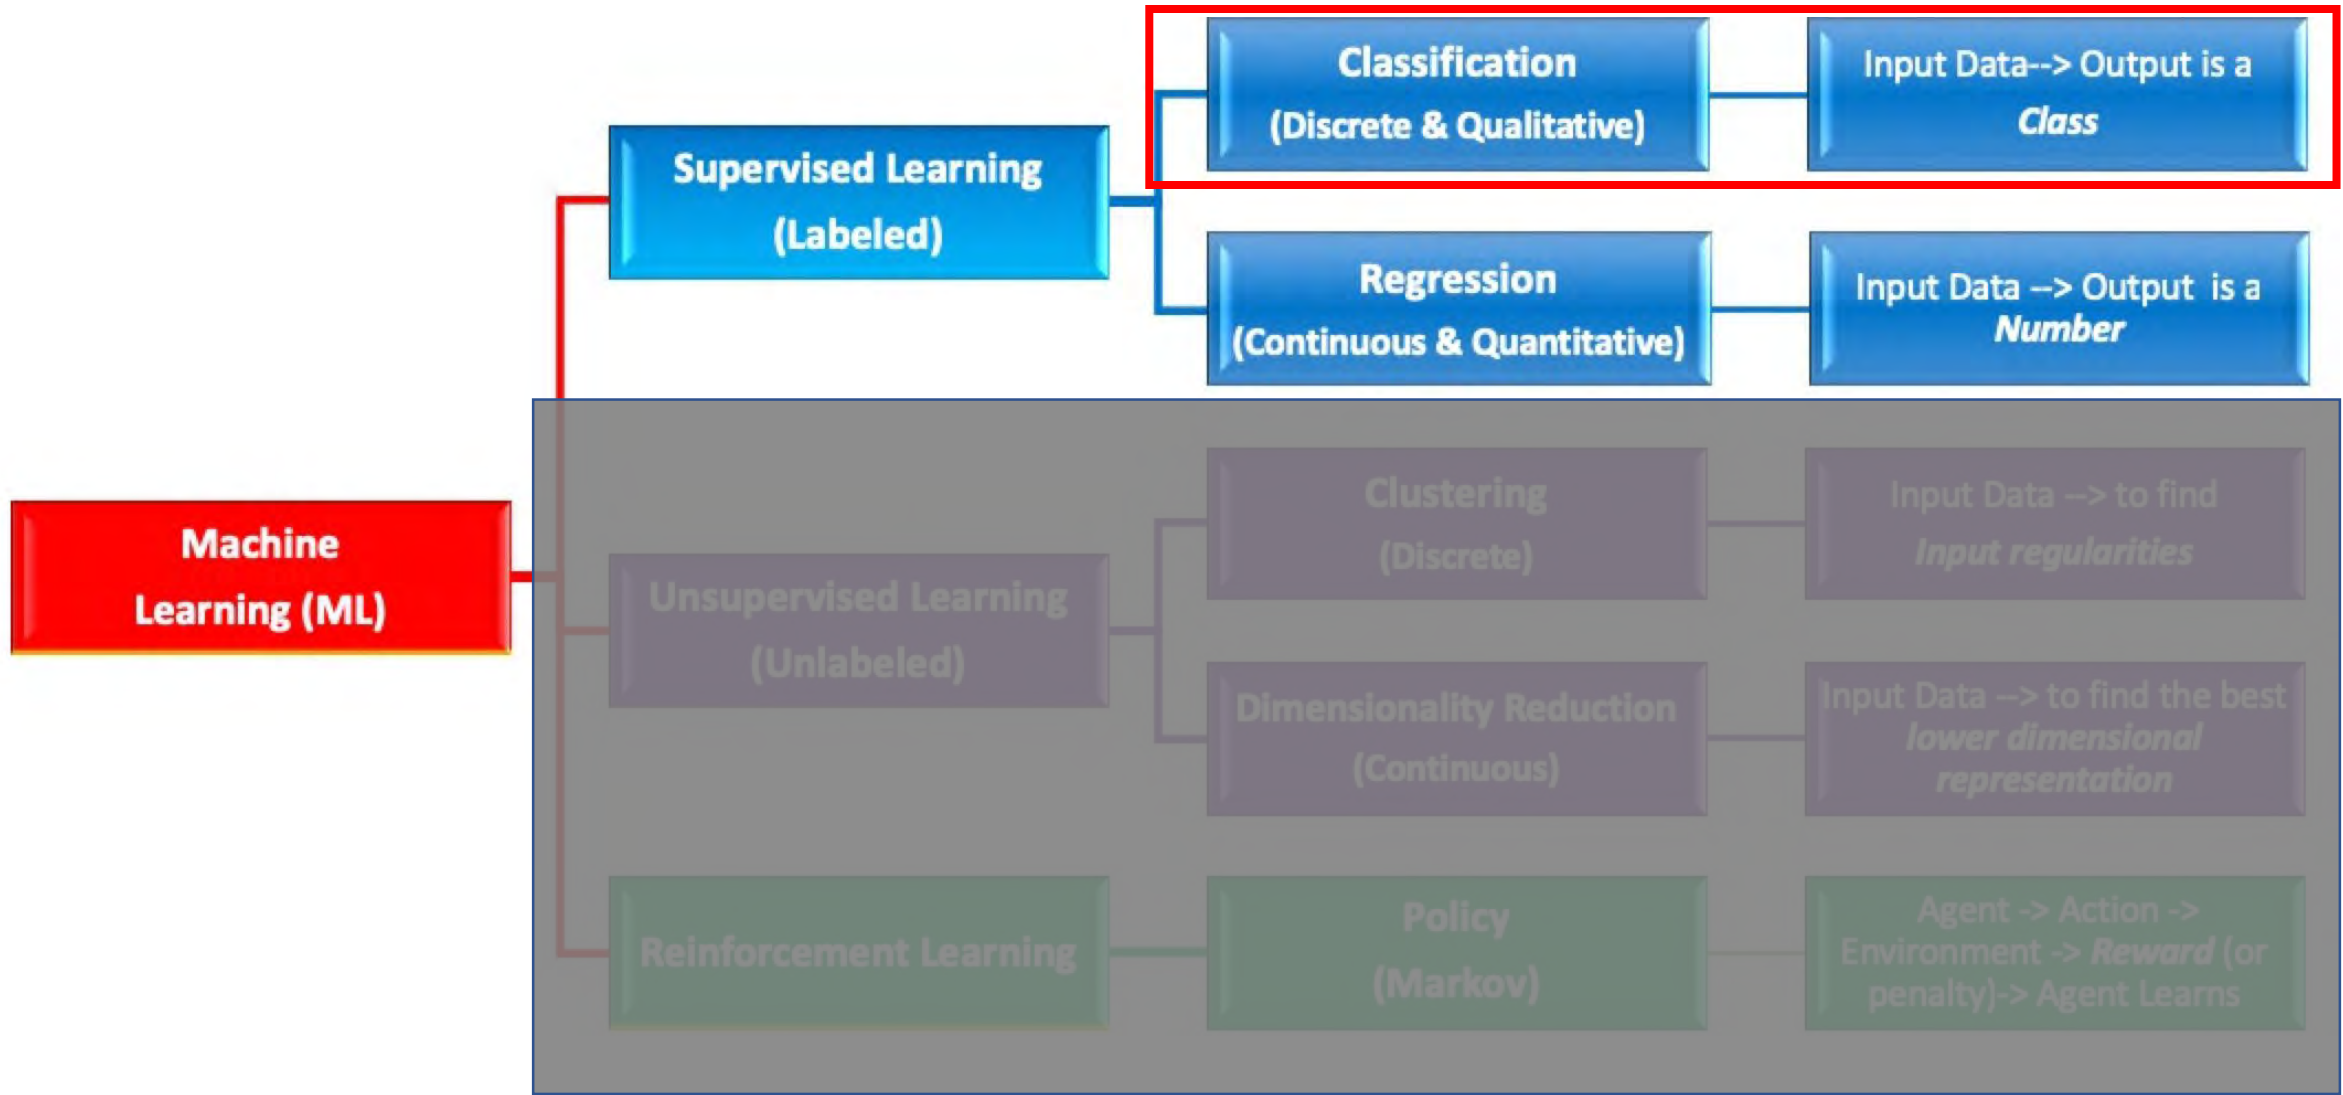 Machine
Learning (ML)
Supervised Learning
(Labeled)
Classification
(Discrete & Qualitative)
Input Data--> Output is a
Class
Regression
(Continuous & Quantitative)
Input Data --> Output is a
Number
Unsupervised Learning
(Unlabeled)
Clustering
(Discrete)
Input Data --> to find
Input regularities
Dimensionality Reduction
(Continuous)
Input Data --> to find the best
lower dimensional
representation
Reinforcement Learning
Policy
(Markov)
Agent -> Action ->
Environment -> Reward (or
penalty)-> Agent Learns